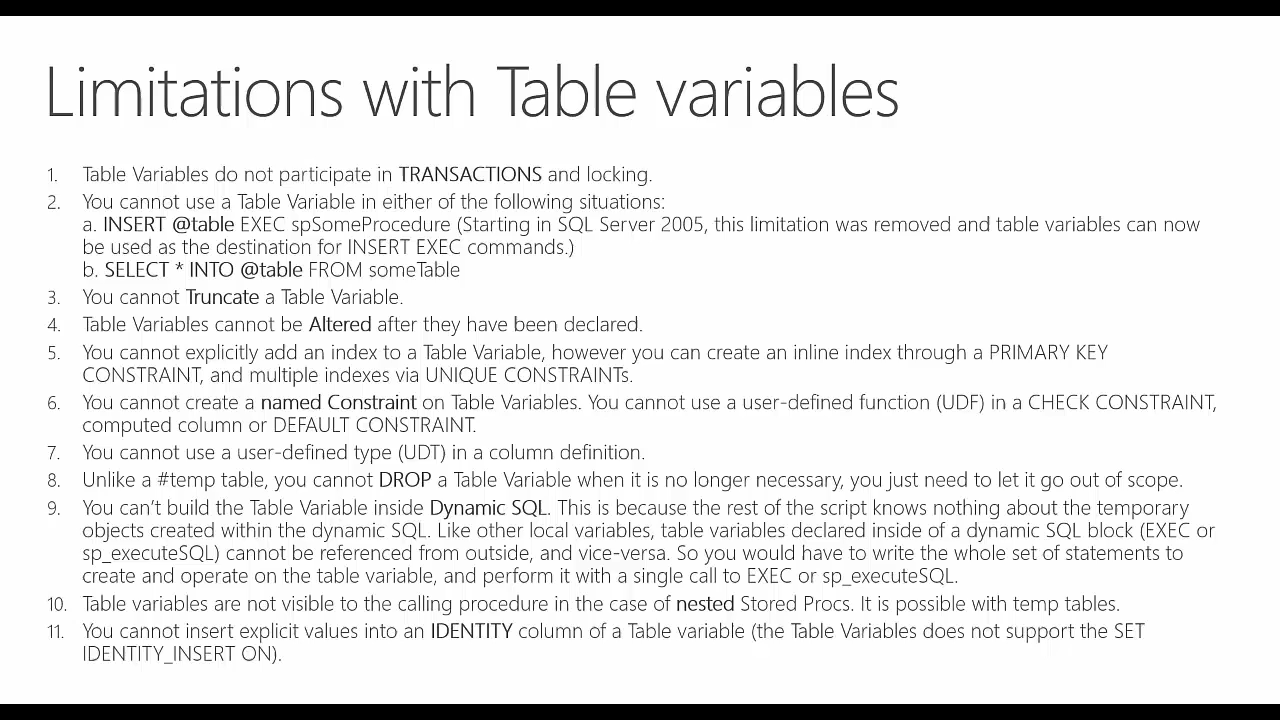 Limitations with Table variables
1. Table Variables do not participate in TRANSACTIONS and locking.
2. You cannot use a Table Variable in either of the following situations:
a. INSERT @table EXEC spSomeProcedure (Starting in SQL Server 2005, this limitation was removed and table variables can now
be used as the destination for INSERT EXEC commands.)
b. SELECT * INTO @table FROM someTable
3. You cannot Truncate a Table Variable.
4. Table Variables cannot be Altered after they have been declared.
5. You cannot explicitly add an index to a Table Variable, however you can create an inline index through a PRIMARY KEY
CONSTRAINT, and multiple indexes via UNIQUE CONSTRAINTs.
6. You cannot create a named Constraint on Table Variables. You cannot use a user-defined function (UDF) in a CHECK CONSTRAINT,
computed column or DEFAULT CONSTRAINT.
7. You cannot use a user-defined type (UDT) in a column definition.
8. Unlike a #temp table, you cannot DROP a Table Variable when it is no longer necessary, you just need to let it go out of scope.
9. You can’t build the Table Variable inside Dynamic SQL. This is because the rest of the script knows nothing about the temporary
objects created within the dynamic SQL. Like other local variables, table variables declared inside of a dynamic SQL block (EXEC or
sp_executeSQL) cannot be referenced from outside, and vice-versa. So you would have to write the whole set of statements to
create and operate on the table variable, and perform it with a single call to EXEC or sp_executeSQL.
10. Table variables are not visible to the calling procedure in the case of nested Stored Procs. It is possible with temp tables.
11. You cannot insert explicit values into an IDENTITY column of a Table variable (the Table Variables does not support the SET
IDENTITY_INSERT ON).